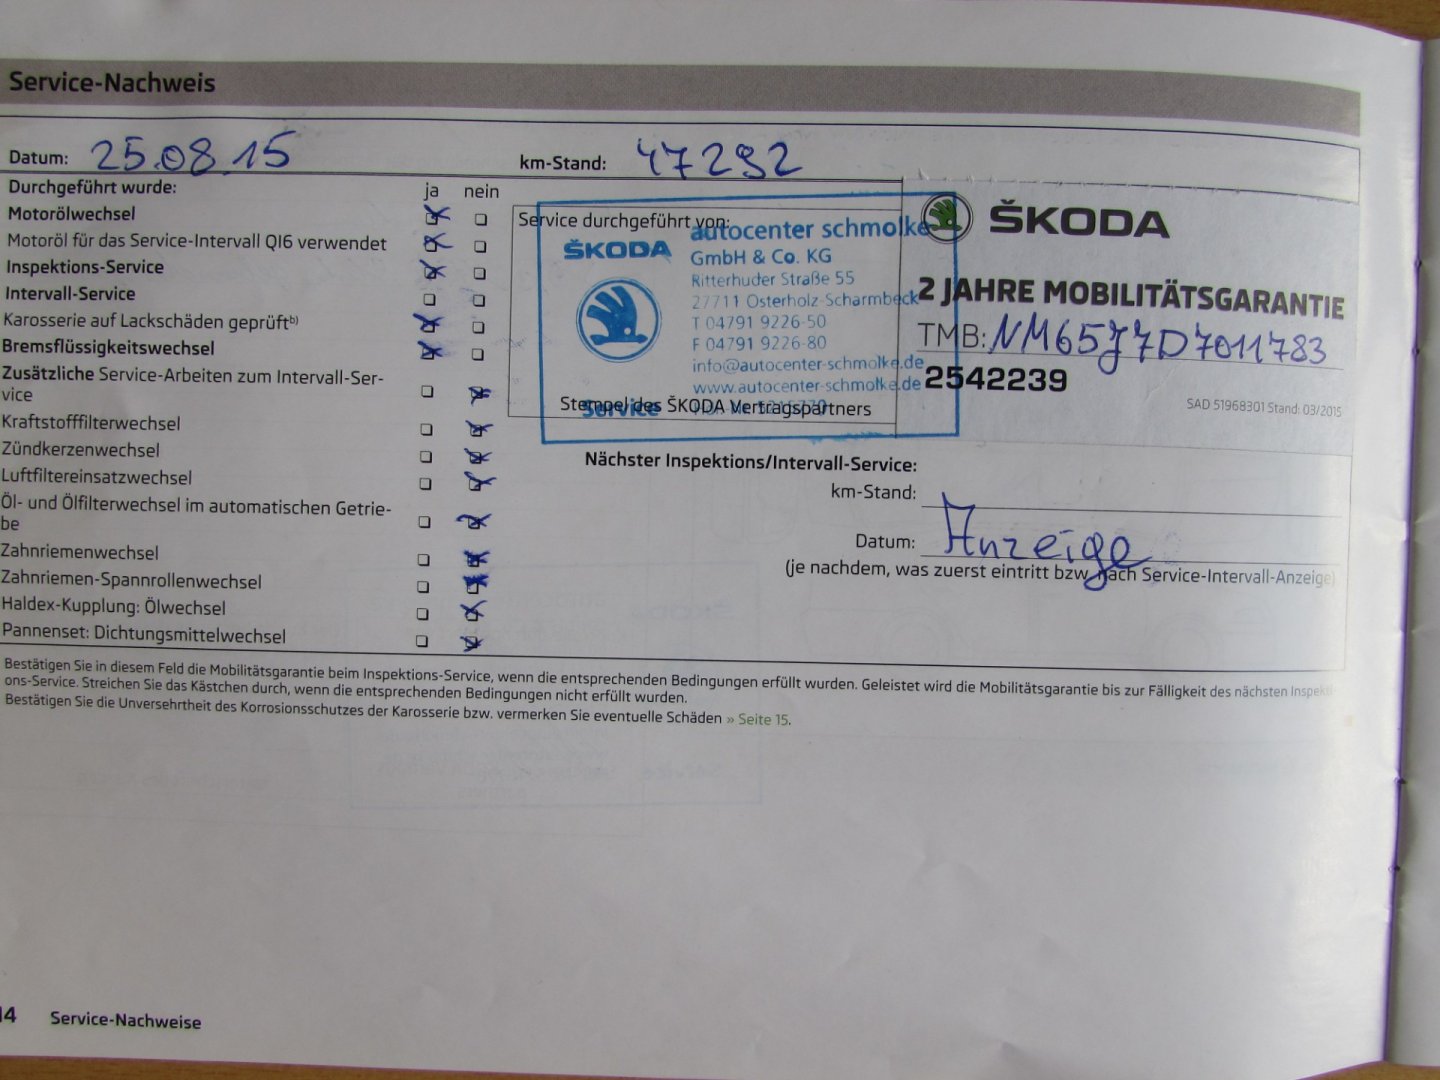 Service-Nachweis
Datum: 25.08.15
km-Stand: 47292
Durchgeführt wurde: ja nein
Motorölwechsel
Motoröl für das Service-Intervall QI6 verwendet
Inspektions-Service
Intervall-Service
Karosserie auf Lackschäden geprüft b)
Bremsflüssigkeitswechsel
Zusätzliche Service-Arbeiten zum Intervall-Ser-
vice
Kraftstofffilterwechsel
Zündkerzenwechsel
Luftfiltereinsatzwechsel
Öl- und Ölfilterwechsel im automatischen Getrie-
be
Zahnriemenwechsel
Zahnriemen-Spannrollenwechsel
Haldex-Kupplung: Ölwechsel
Pannenset: Dichtungsmittelwechsel
Service durchgeführt von:
ŠKODA
autocenter schmolke
GmbH & Co. KG
Ritterhuder Straße 55
27711 Osterholz-Scharmbeck
T 04791 9226-50
F 04791 9226-80
info@autocenter-schmolke.de
www.autocenter-schmolke.de
Service
Stempel des ŠKODA Vertragspartners
ŠKODA
2 JAHRE MOBILITÄTSGARANTIE
TMB: NM65J7D7011783
2542239
SAD 51968301 Stand: 03/2015
Nächster Inspektions/Intervall-Service:
km-Stand:
Datum: Anzeige
(je nachdem, was zuerst eintritt bzw. nach Service-Intervall-Anzeige)
Bestätigen Sie in diesem Feld die Mobilitätsgarantie beim Inspektions-Service, wenn die entsprechenden Bedingungen erfüllt wurden. Geleistet wird die Mobilitätsgarantie bis zur Fälligkeit des nächsten Inspekti-
ons-Service. Streichen Sie das Kästchen durch, wenn die entsprechenden Bedingungen nicht erfüllt wurden.
Bestätigen Sie die Unversehrtheit des Korrosionsschutzes der Karosserie bzw. vermerken Sie eventuelle Schäden » Seite 15.
14 Service-Nachweise